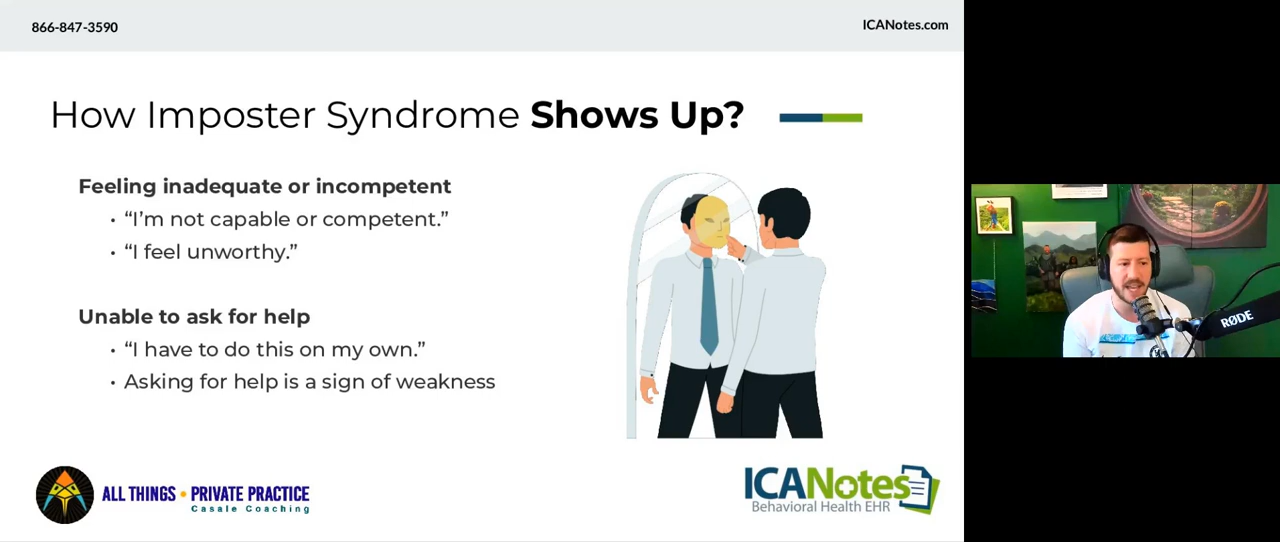 866-847-3590
ICANotes.com
How Imposter Syndrome Shows Up?
Feeling inadequate or incompetent
• “I’m not capable or competent.”
• “I feel unworthy.”
Unable to ask for help
• “I have to do this on my own.”
• Asking for help is a sign of weakness
ALL THINGS • PRIVATE PRACTICE
Casale Coaching
ICANotes
Behavioral Health EHR
RØDE